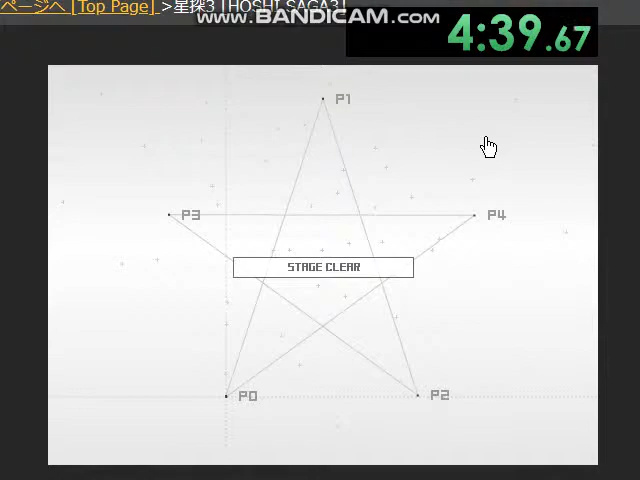 ページへ [Top Page] >星探3 [HOSHI SAGA3]
www.BANDICAM.com
4:39.67
P1
P3
P4
STAGE CLEAR
P0
P2